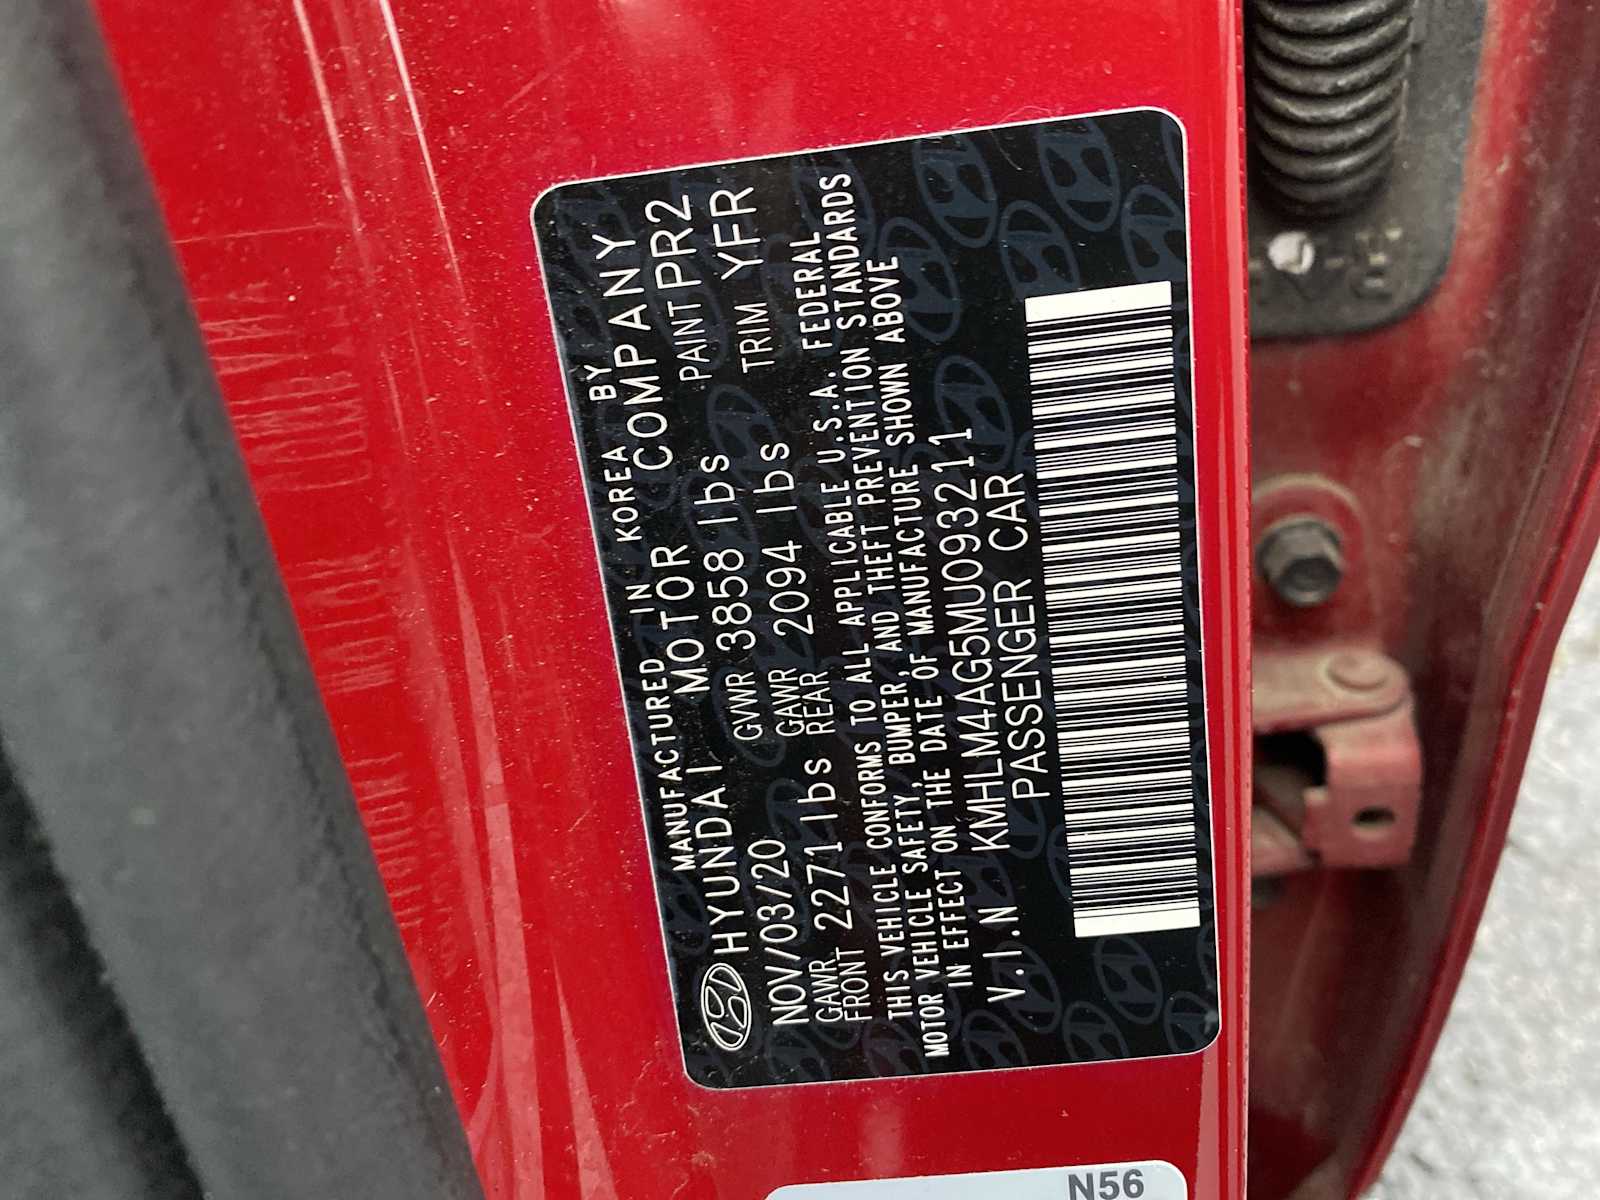 MANUFACTURED IN KOREA BY
HYUNDAI MOTOR COMPANY
NOV/03/20 GVWR 3858 lbs PAINT PR2
GAWR FRONT 2271 lbs GAWR REAR 2094 lbs TRIM YFR
THIS VEHICLE CONFORMS TO ALL APPLICABLE U.S.A. FEDERAL
MOTOR VEHICLE SAFETY, BUMPER, AND THEFT PREVENTION STANDARDS
IN EFFECT ON THE DATE OF MANUFACTURE SHOWN ABOVE
V.I.N KMHLM4AG5MU093211
PASSENGER CAR
N56